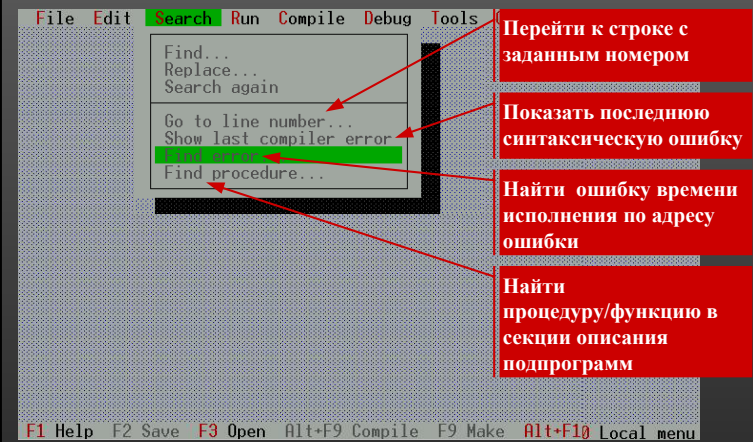 File Edit Search Run Compile Debug Tools
Find...
Replace...
Search again
Go to line number...
Show last compiler error
Find error
Find procedure...
Перейти к строке с
заданным номером
Показать последнюю
синтаксическую ошибку
Найти ошибку времени
исполнения по адресу
ошибки
Найти
процедуру/функцию в
секции описания
подпрограмм
F1 Help F2 Save F3 Open Alt+F9 Compile F9 Make Alt+F10 Local menu